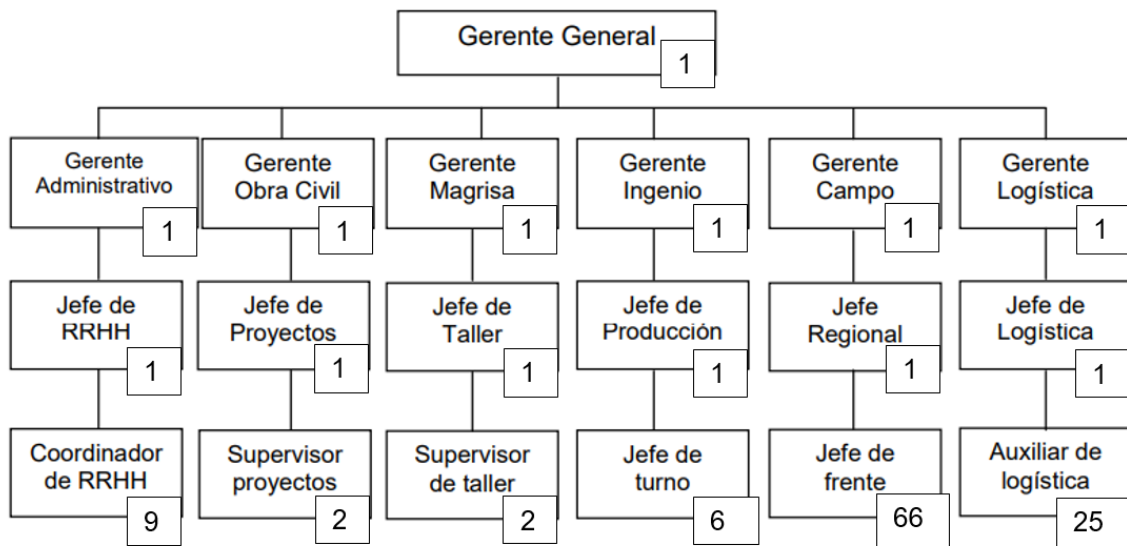 Gerente General
1
Gerente
Administrativo
1
Gerente
Obra Civil
1
Gerente
Magrisa
1
Gerente
Ingenio
1
Gerente
Campo
1
Gerente
Logística
1
Jefe de
RRHH
1
Jefe de
Proyectos
1
Jefe de
Taller
1
Jefe de
Producción
1
Jefe
Regional
1
Jefe de
Logística
1
Coordinador
de RRHH
9
Supervisor
proyectos
2
Supervisor
de taller
2
Jefe de
turno
6
Jefe de
frente
66
Auxiliar de
logística
25